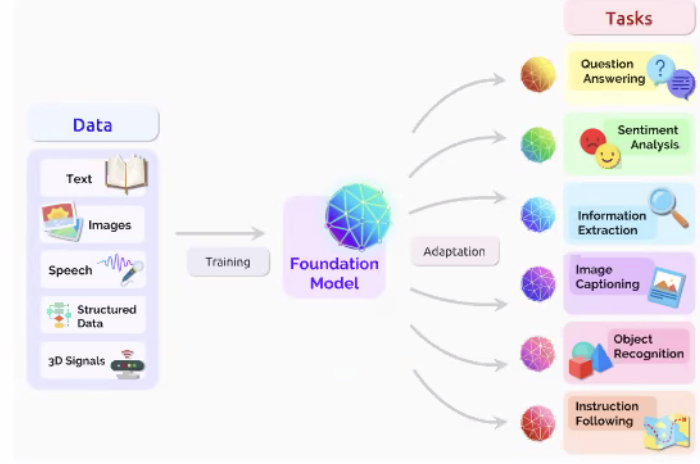 Data
Text
Images
Speech
Structured
Data
3D Signals
Training
Foundation
Model
Adaptation
Tasks
Question
Answering
Sentiment
Analysis
Information
Extraction
Image
Captioning
Object
Recognition
Instruction
Following